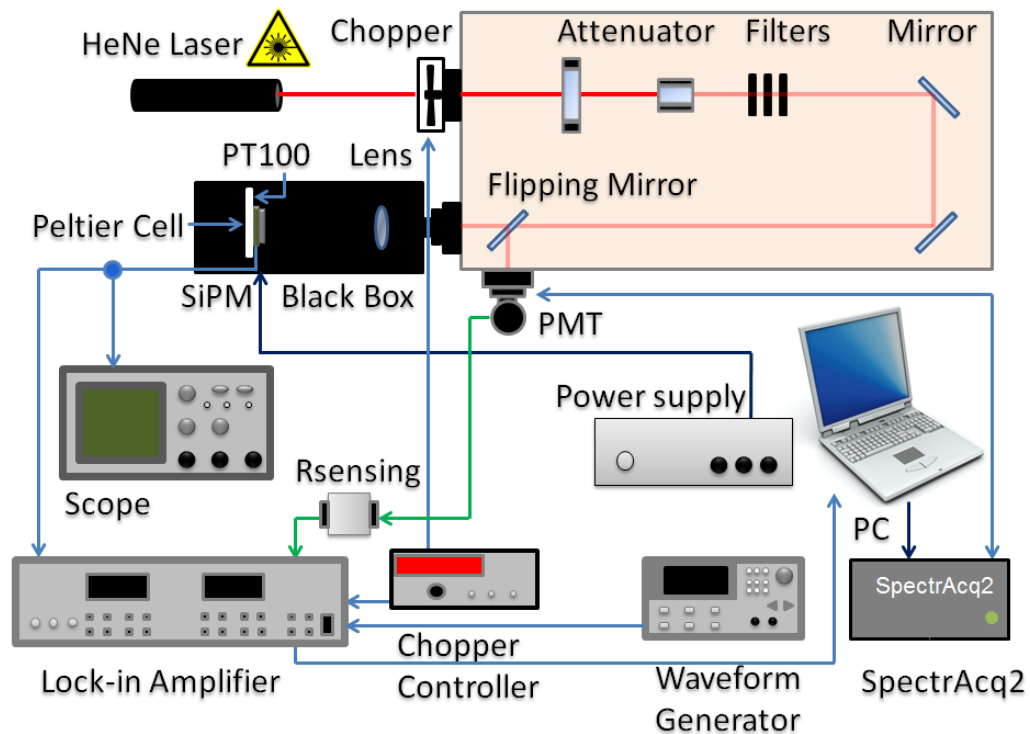 HeNe Laser
Chopper
Attenuator
Filters
Mirror
PT100
Lens
Flipping Mirror
Peltier Cell
SiPM
Black Box
PMT
Power supply
Rsensing
Scope
PC
SpectrAcq2
Lock-in Amplifier
Chopper
Controller
Waveform
Generator
SpectrAcq2